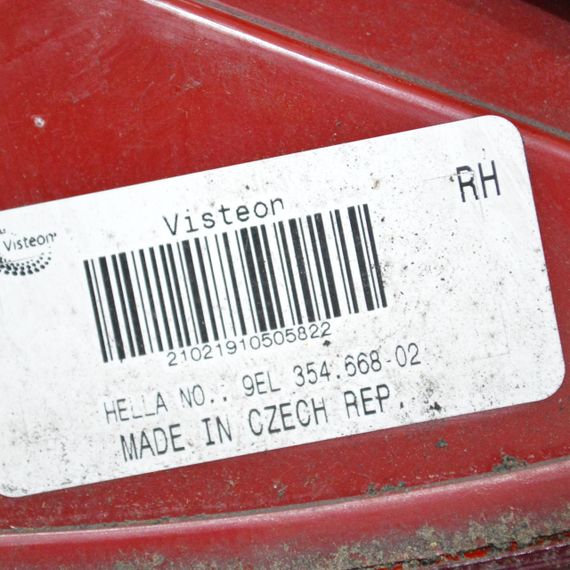 RH
Visteon
Visteon
21021910505822
HELLA NO.: 9EL 354.668-02
MADE IN CZECH REP.